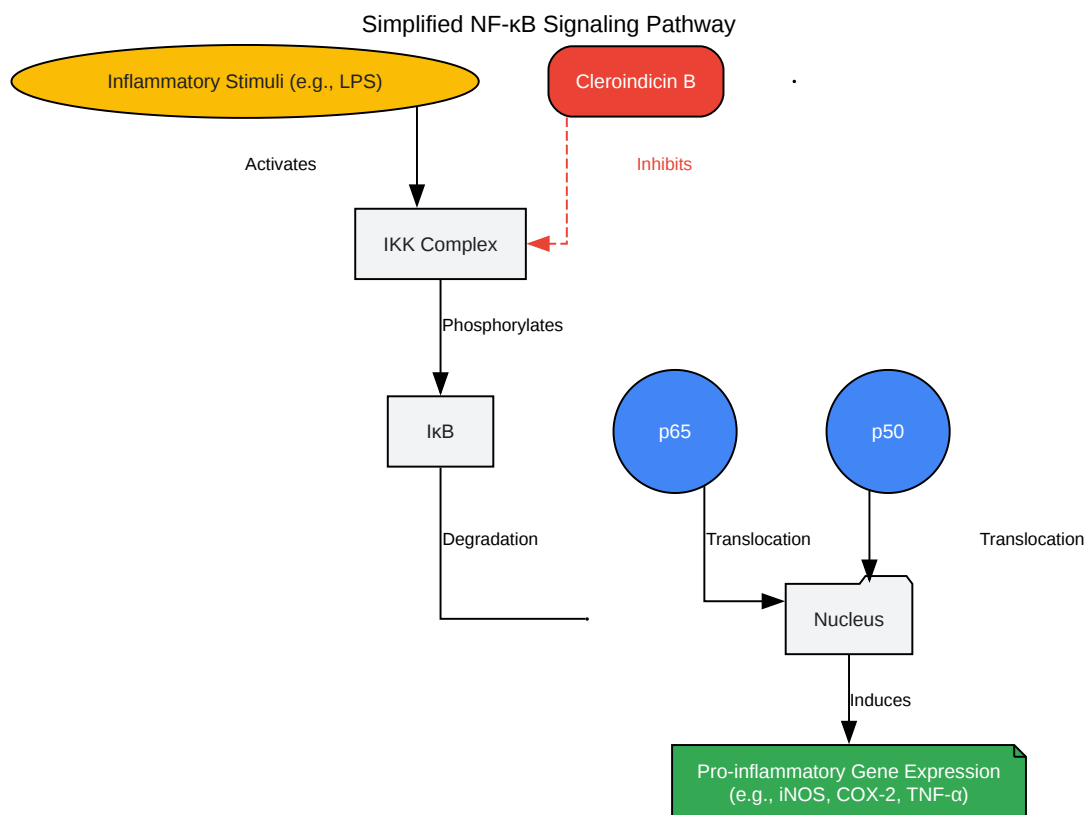 Simplified NF-κB Signaling Pathway
Inflammatory Stimuli (e.g., LPS)
Cleroindicin B
Activates
Inhibits
IKK Complex
Phosphorylates
IκB
p65
p50
Degradation
Translocation
Translocation
Nucleus
Induces
Pro-inflammatory Gene Expression
(e.g., iNOS, COX-2, TNF-α)